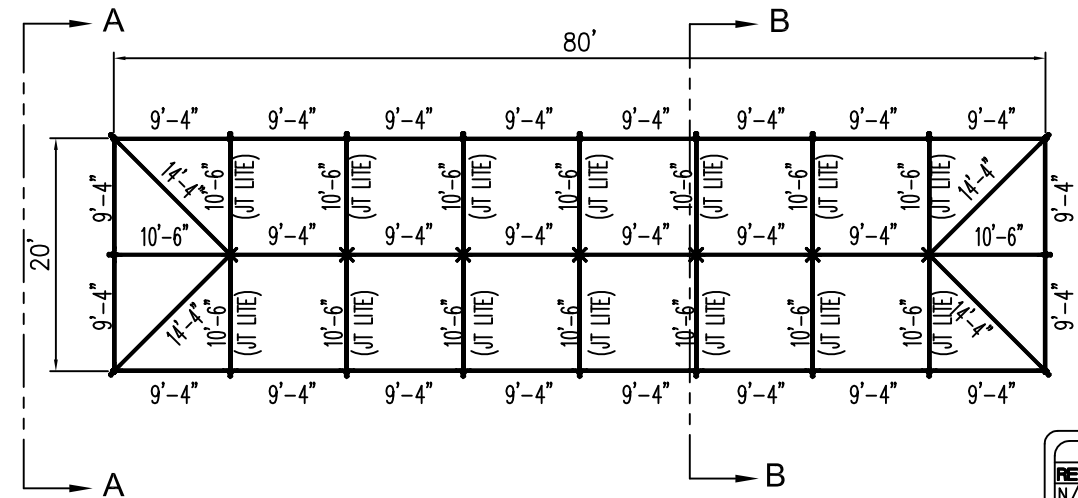 A
B
80'
9'-4" 9'-4" 9'-4" 9'-4" 9'-4" 9'-4" 9'-4" 9'-4"
20'
9'-4"
14'-4"
10'-6" (JT LITE)
10'-6" (JT LITE)
10'-6" (JT LITE)
10'-6" (JT LITE)
10'-6" (JT LITE)
10'-6" (JT LITE)
10'-6" (JT LITE)
14'-4"
9'-4"
10'-6" 9'-4" 9'-4" 9'-4" 9'-4" 9'-4" 9'-4" 10'-6"
9'-4"
14'-4"
10'-6" (JT LITE)
10'-6" (JT LITE)
10'-6" (JT LITE)
10'-6" (JT LITE)
10'-6" (JT LITE)
10'-6" (JT LITE)
10'-6" (JT LITE)
14'-4"
9'-4"
9'-4" 9'-4" 9'-4" 9'-4" 9'-4" 9'-4" 9'-4" 9'-4"
A
B
RE
N/